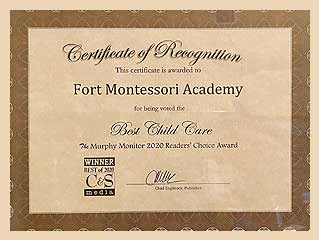 Certificate of Recognition
This certificate is awarded to
Fort Montessori Academy
for being voted the
Best Child Care
The Murphy Monitor 2020 Readers' Choice Award
WINNER
BEST of 2020
C&S
media
Chad Engbrock, Publisher